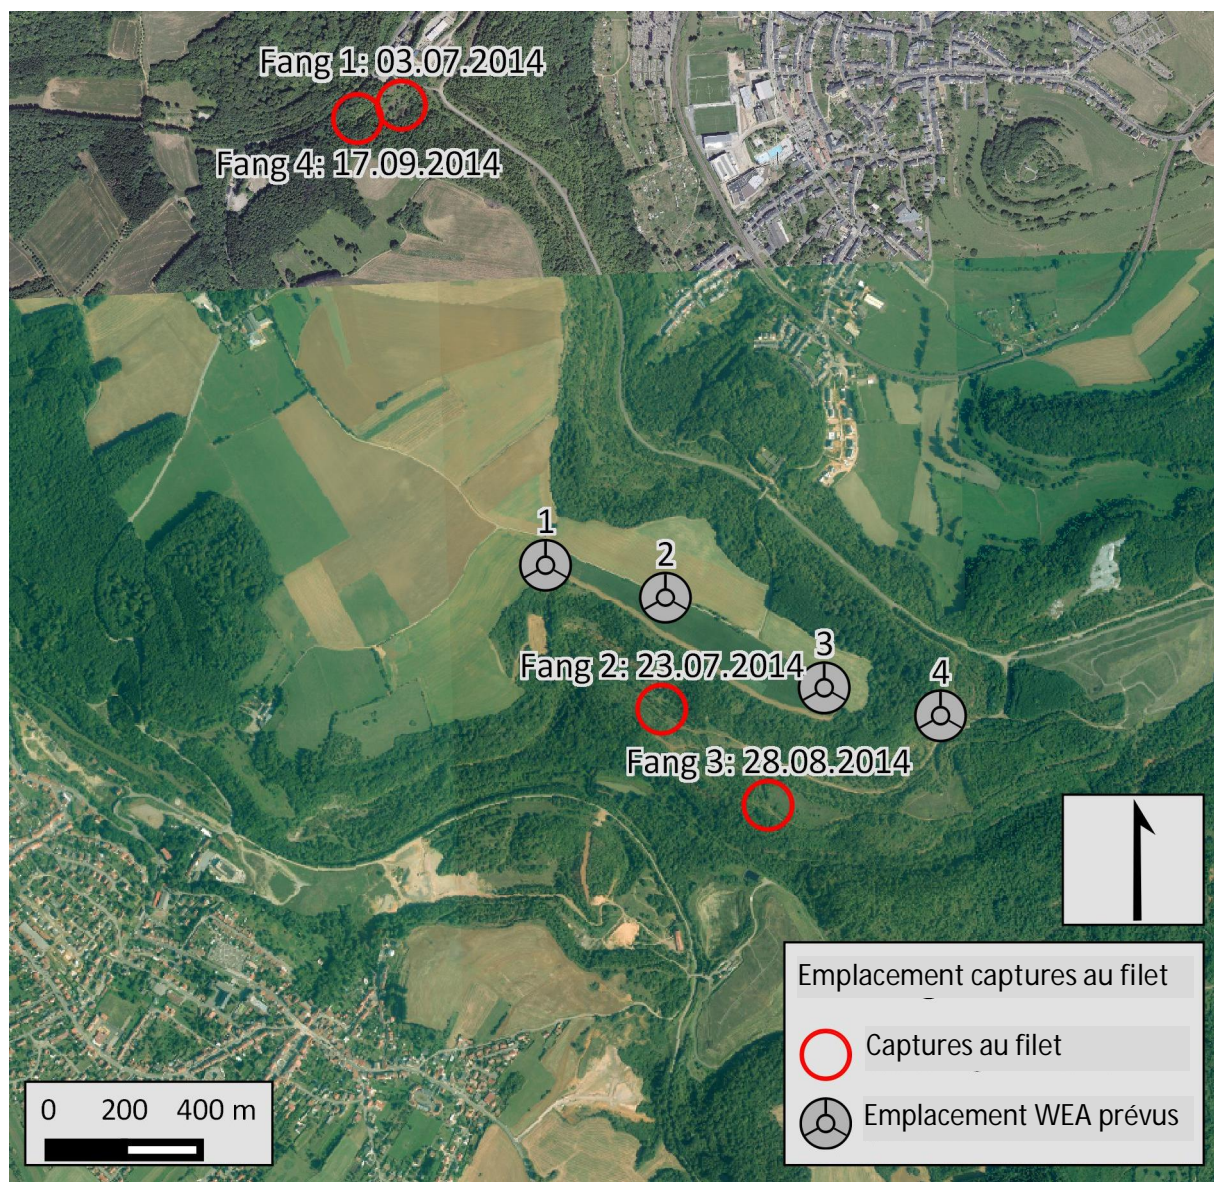 Fang 1: 03.07.2014
Fang 4: 17.09.2014
1
2
3
4
Fang 2: 23.07.2014
Fang 3: 28.08.2014
Emplacement captures au filet
Captures au filet
Emplacement WEA prévus
0 200 400 m